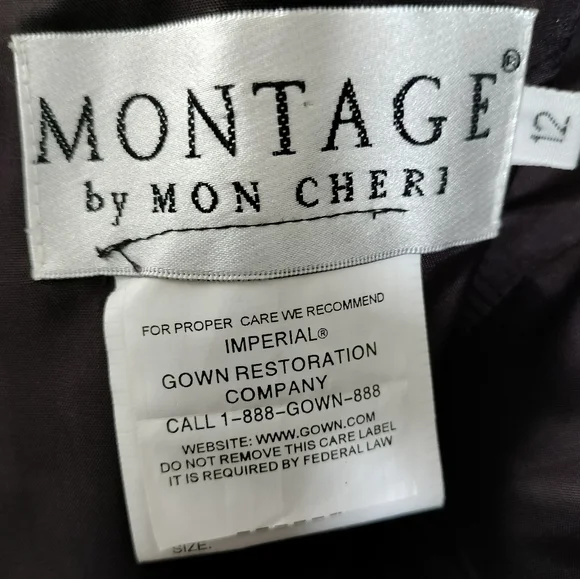 MONTAGE®
by MON CHERI
12
FOR PROPER CARE WE RECOMMEND
IMPERIAL®
GOWN RESTORATION
COMPANY
CALL 1-888-GOWN-888
WEBSITE: WWW.GOWN.COM
DO NOT REMOVE THIS CARE LABEL
IT IS REQUIRED BY FEDERAL LAW
SIZE: